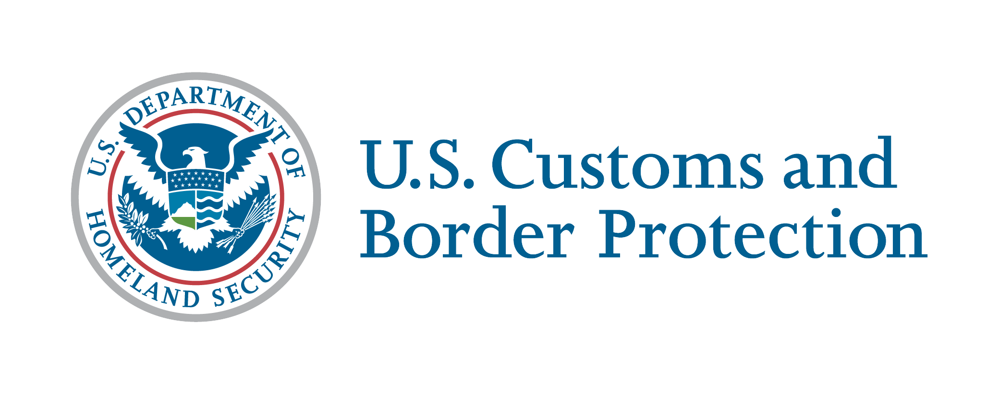 U.S. DEPARTMENT OF
HOMELAND SECURITY
U.S. Customs and
Border Protection